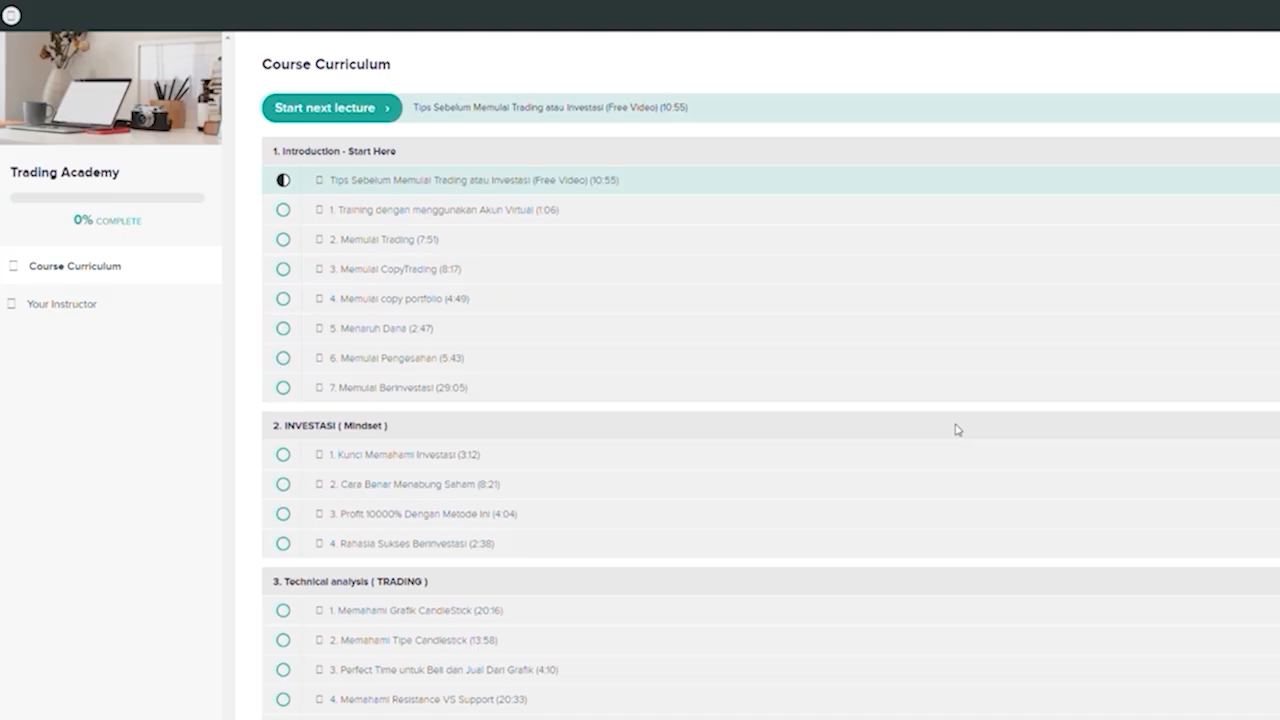 Course Curriculum
Start next lecture › Tips Sebelum Memulai Trading atau Investasi (Free Video) (10:55)
1. Introduction - Start Here
Tips Sebelum Memulai Trading atau Investasi (Free Video) (10:55)
1. Training dengan menggunakan Akun Virtual (1:06)
2. Memulai Trading (7:51)
3. Memulai CopyTrading (8:17)
4. Memulai copy portfolio (4:49)
5. Menaruh Dana (2:47)
6. Memulai Pengesahan (5:43)
7. Memulai Berinvestasi (29:05)
2. INVESTASI ( Mindset )
1. Kunci Memahami Investasi (3:12)
2. Cara Benar Menabung Saham (8:21)
3. Profit 10000% Dengan Metode Ini (4:04)
4. Rahasia Sukses Berinvestasi (2:38)
3. Technical analysis ( TRADING )
1. Memahami Grafik CandleStick (20:16)
2. Memahami Tipe Candlestick (13:58)
3. Perfect Time untuk Beli dan Jual Dari Grafik (4:10)
4. Memahami Resistance VS Support (20:33)
Trading Academy
0% COMPLETE
Course Curriculum
Your Instructor